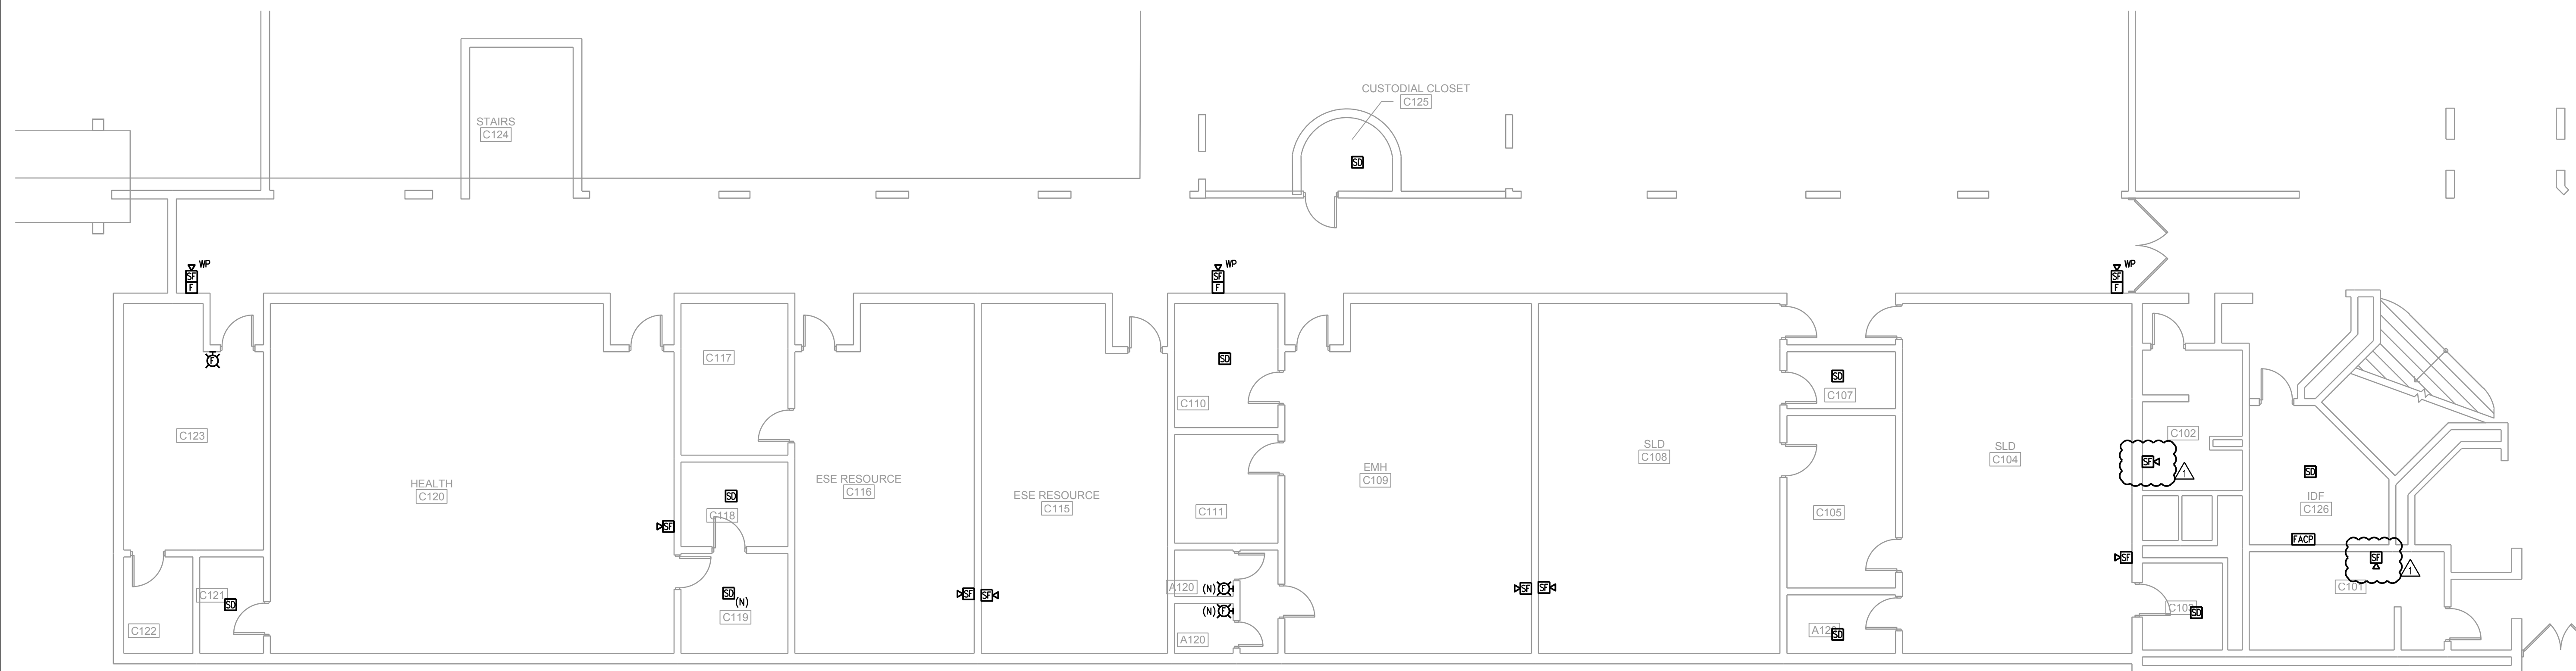 CUSTODIAL CLOSET
C125
STAIRS
C124
SD
WP
SF
F
WP
SF
F
WP
SF
F
F
C117
SD
SD
C107
C110
C123
C102
SF
1
SLD
C108
SLD
C104
EMH
C109
SD
HEALTH
C120
ESE RESOURCE
C116
ESE RESOURCE
C115
SD
C118
C111
C105
IDF
C126
SF
FACP
SF
1
C101
SF
A120
(N)
F
(N)
F
A120
SF
SF
SF
SF
C121
SD
SD
(N)
C119
C122
SD
C103
SD